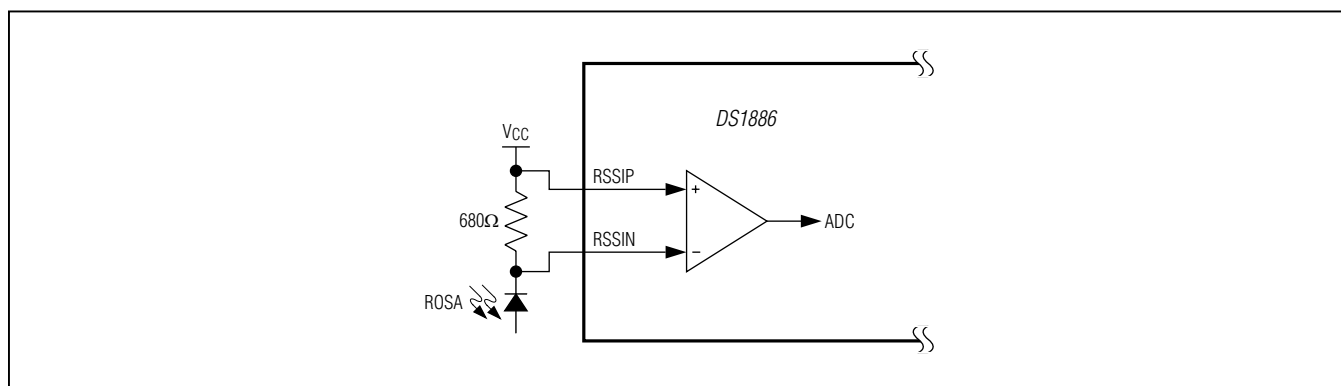 DS1886
VCC
RSSIP
+
680Ω
ADC
RSSIN
−
ROSA